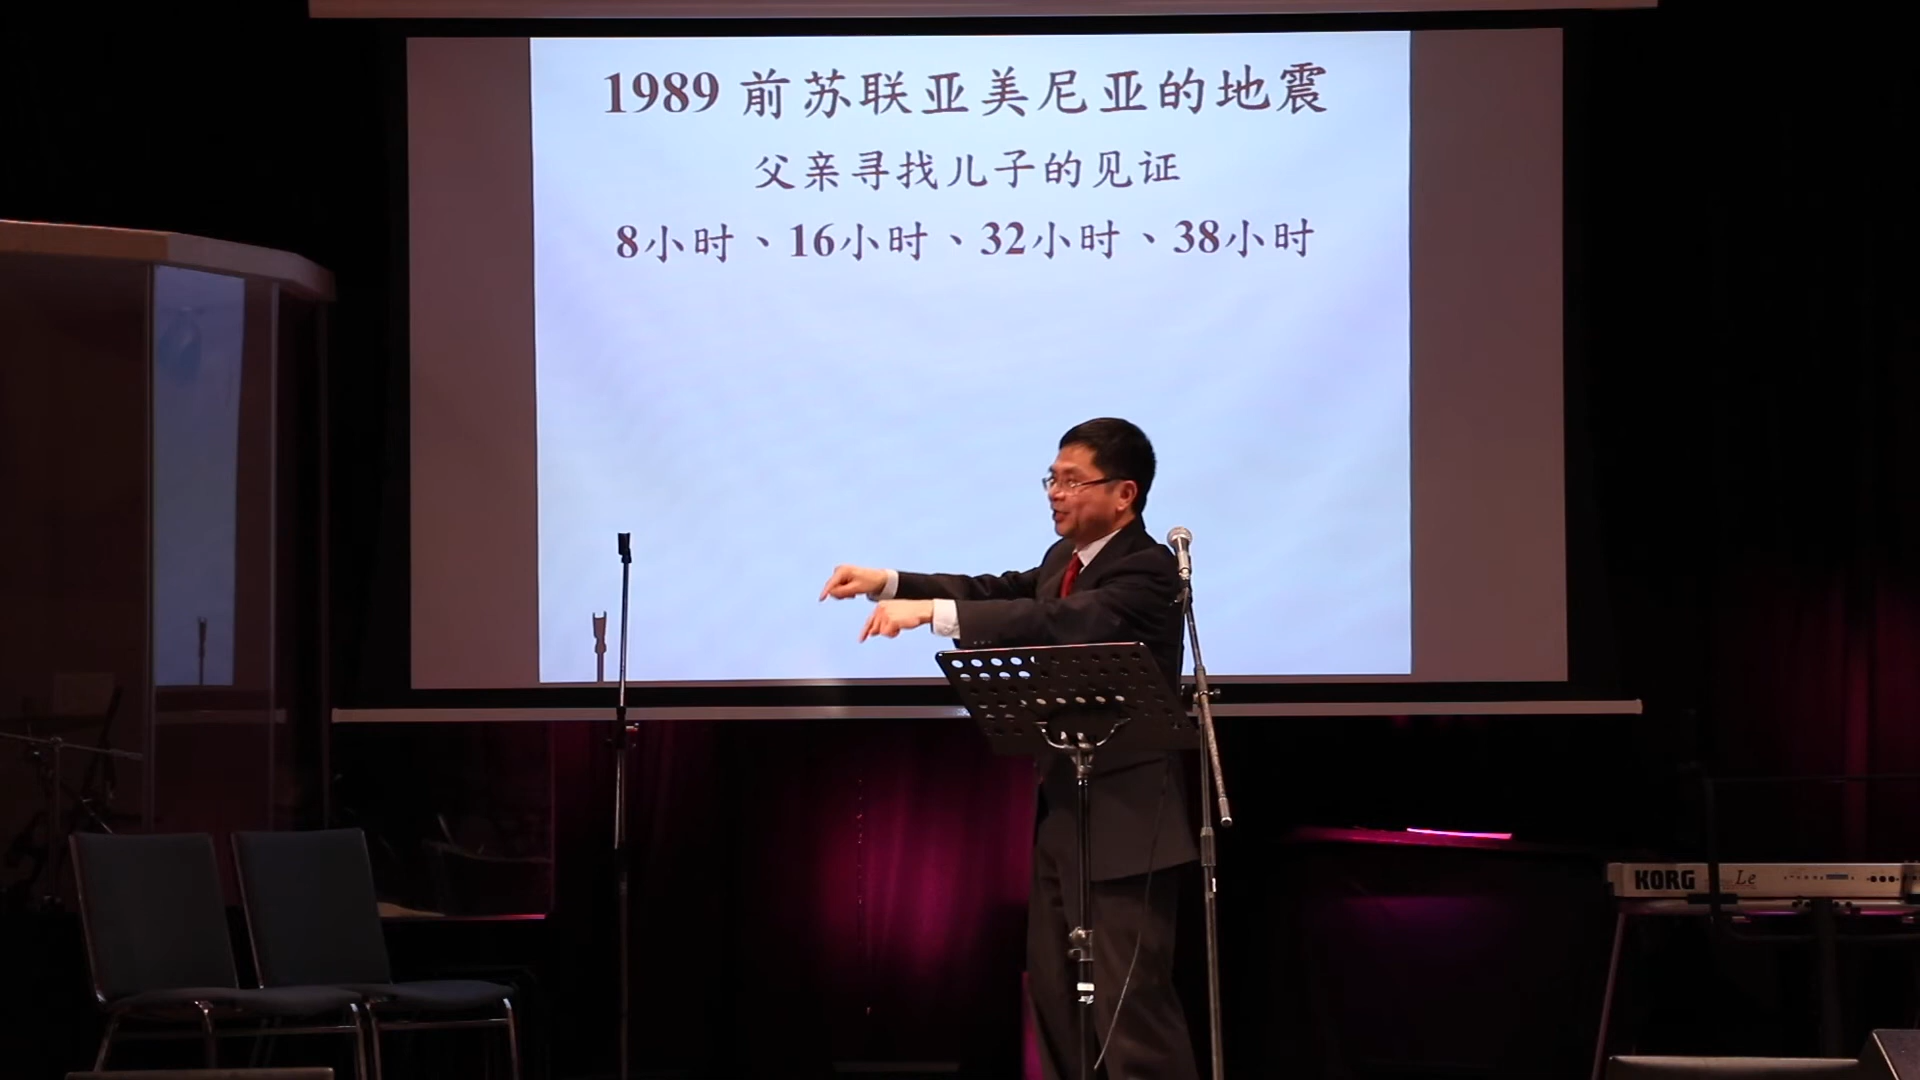 1989 前苏联亚美尼亚的地震
父亲寻找儿子的见证
8小时、16小时、32小时、38小时
KORG Le